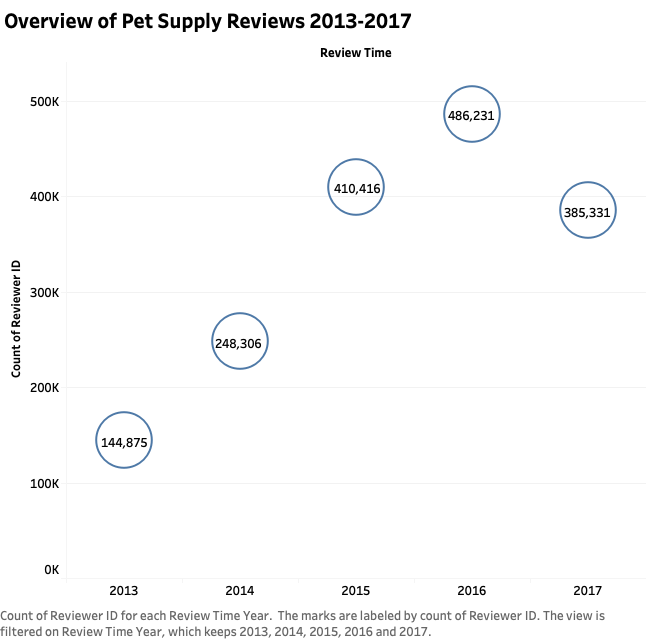 Overview of Pet Supply Reviews 2013-2017
Review Time
500K
486,231
410,416
400K
385,331
Count of Reviewer ID
300K
248,306
200K
144,875
100K
0K
2013 2014 2015 2016 2017
Count of Reviewer ID for each Review Time Year.  The marks are labeled by count of Reviewer ID. The view is
filtered on Review Time Year, which keeps 2013, 2014, 2015, 2016 and 2017.